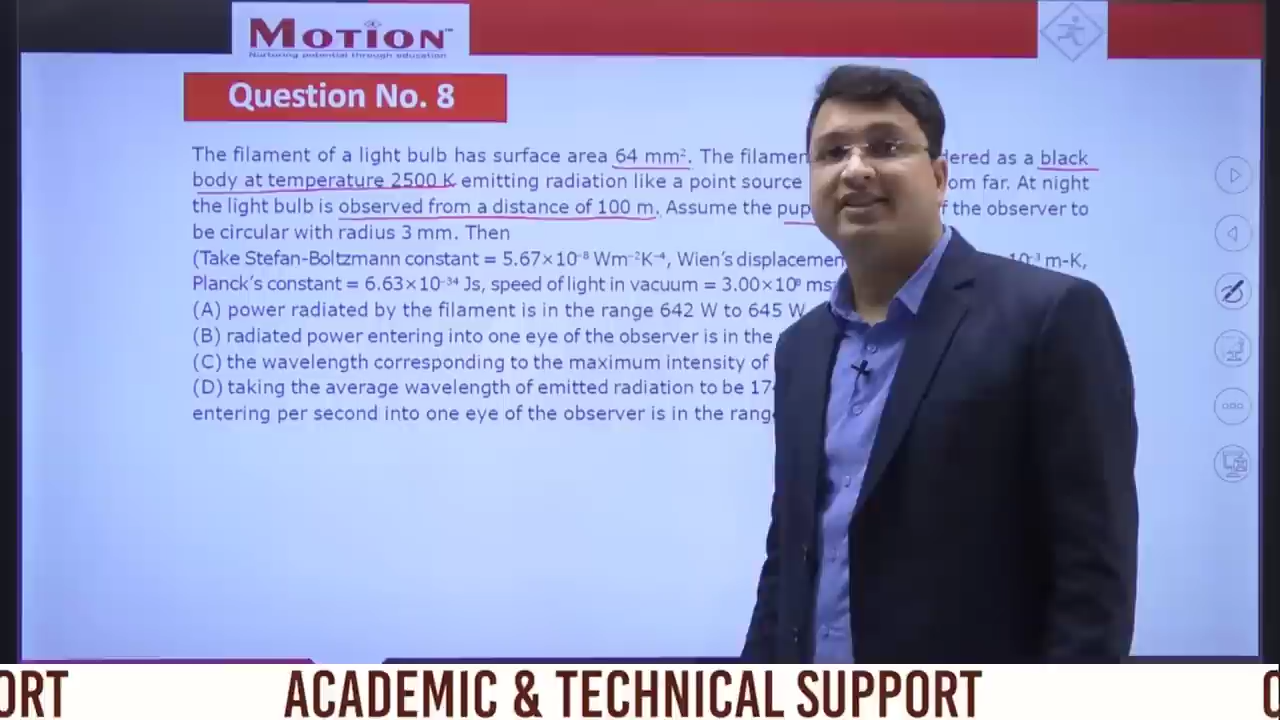 MOTION™
Nurturing potential through education
Question No. 8
The filament of a light bulb has surface area 64 mm². The filamen dered as a black
body at temperature 2500 K emitting radiation like a point source om far. At night
the light bulb is observed from a distance of 100 m. Assume the pup f the observer to
be circular with radius 3 mm. Then
(Take Stefan-Boltzmann constant = 5.67×10⁻⁸ Wm⁻²K⁻⁴, Wien's displacemen 10⁻³ m-K,
Planck's constant = 6.63×10⁻³⁴ Js, speed of light in vacuum = 3.00×10⁸ ms
(A) power radiated by the filament is in the range 642 W to 645 W
(B) radiated power entering into one eye of the observer is in the
(C) the wavelength corresponding to the maximum intensity of
(D) taking the average wavelength of emitted radiation to be 174
entering per second into one eye of the observer is in the rang
ORT ACADEMIC & TECHNICAL SUPPORT